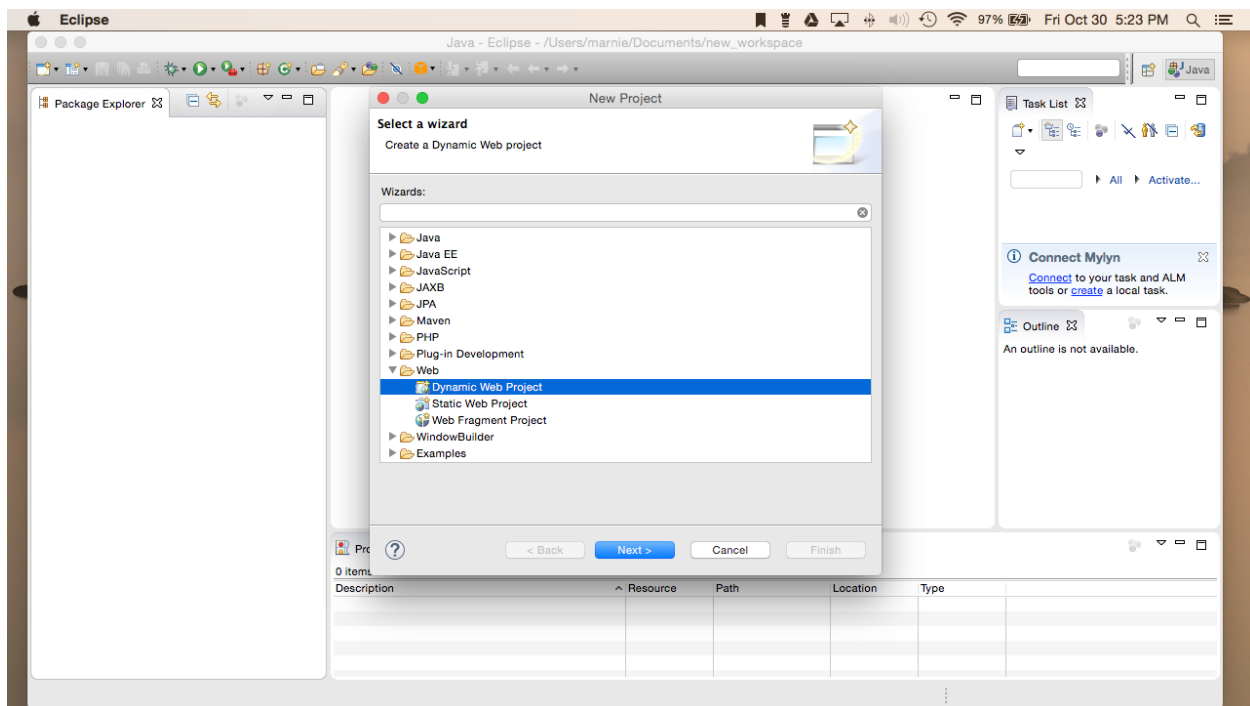 Eclipse 97% Fri Oct 30 5:23 PM
Java - Eclipse - /Users/marnie/Documents/new_workspace
Java
Package Explorer
New Project
Select a wizard
Create a Dynamic Web project
Wizards:
Java
Java EE
JavaScript
JAXB
JPA
Maven
PHP
Plug-in Development
Web
Dynamic Web Project
Static Web Project
Web Fragment Project
WindowBuilder
Examples
? < Back Next > Cancel Finish
Task List
All Activate...
Connect Mylyn
Connect to your task and ALM
tools or create a local task.
Outline
An outline is not available.
0 items
Description Resource Path Location Type